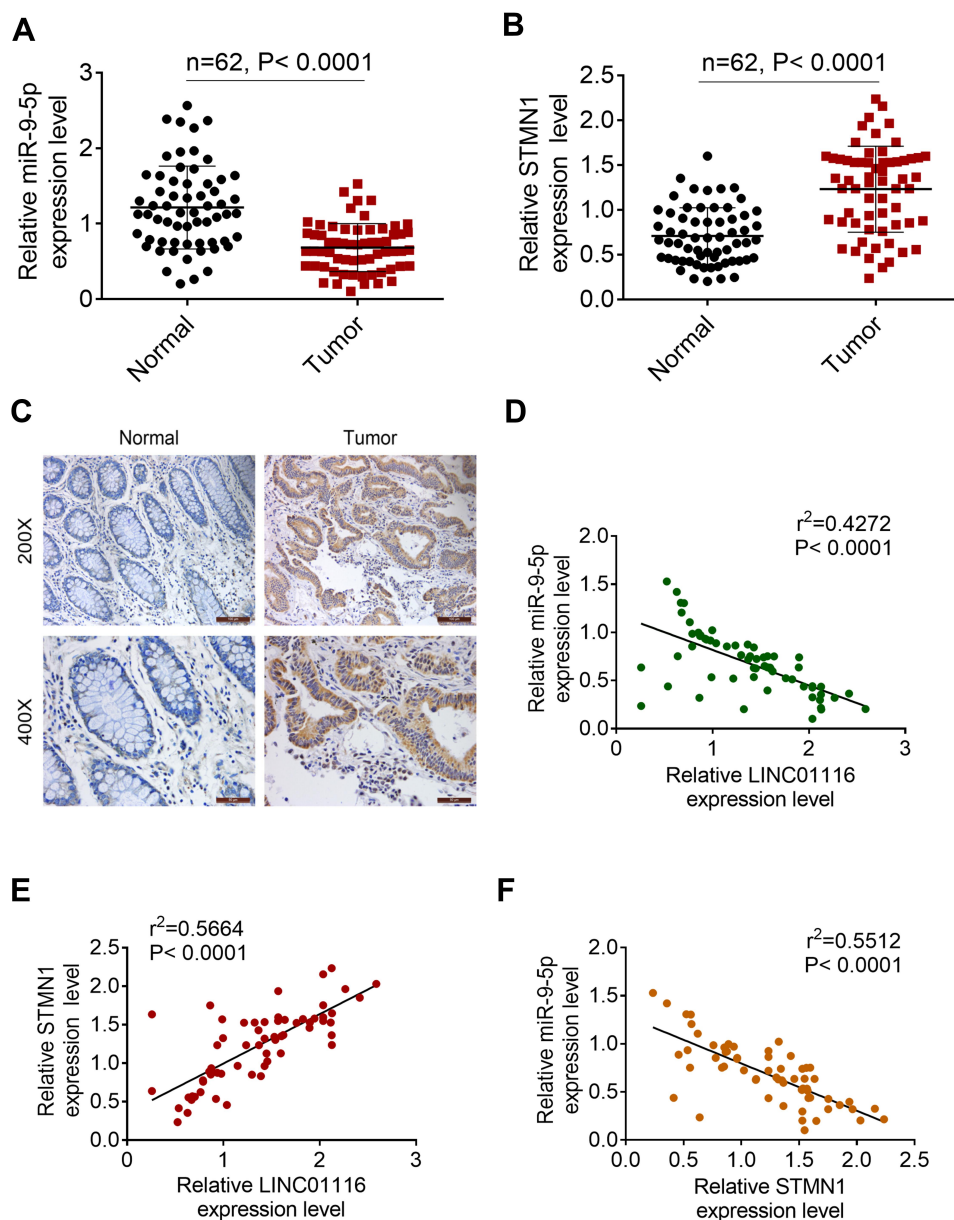 A
n=62, P< 0.0001
Relative miR-9-5p
expression level
3
2
1
0
Normal
Tumor
B
n=62, P< 0.0001
Relative STMN1
expression level
2.5
2.0
1.5
1.0
0.5
0.0
Normal
Tumor
C
Normal
Tumor
200X
400X
D
r²=0.4272
P< 0.0001
Relative miR-9-5p
expression level
2.0
1.5
1.0
0.5
0.0
0
1
2
3
Relative LINC01116
expression level
E
r²=0.5664
P< 0.0001
Relative STMN1
expression level
2.5
2.0
1.5
1.0
0.5
0.0
0
1
2
3
Relative LINC01116
expression level
F
r²=0.5512
P< 0.0001
Relative miR-9-5p
expression level
2.0
1.5
1.0
0.5
0.0
0.0
0.5
1.0
1.5
2.0
2.5
Relative STMN1
expression level